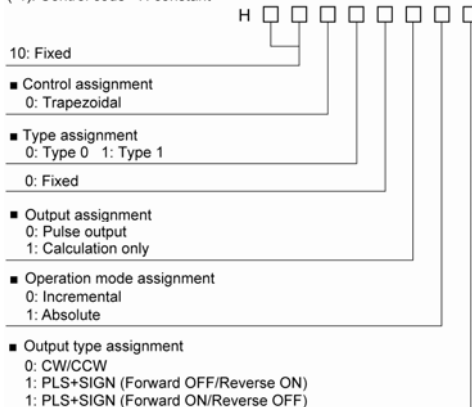 H □ □ □ □ □ □ □ □
10: Fixed
■ Control assignment
0: Trapezoidal
■ Type assignment
0: Type 0 1: Type 1
0: Fixed
■ Output assignment
0: Pulse output
1: Calculation only
■ Operation mode assignment
0: Incremental
1: Absolute
■ Output type assignment
0: CW/CCW
1: PLS+SIGN (Forward OFF/Reverse ON)
1: PLS+SIGN (Forward ON/Reverse OFF)